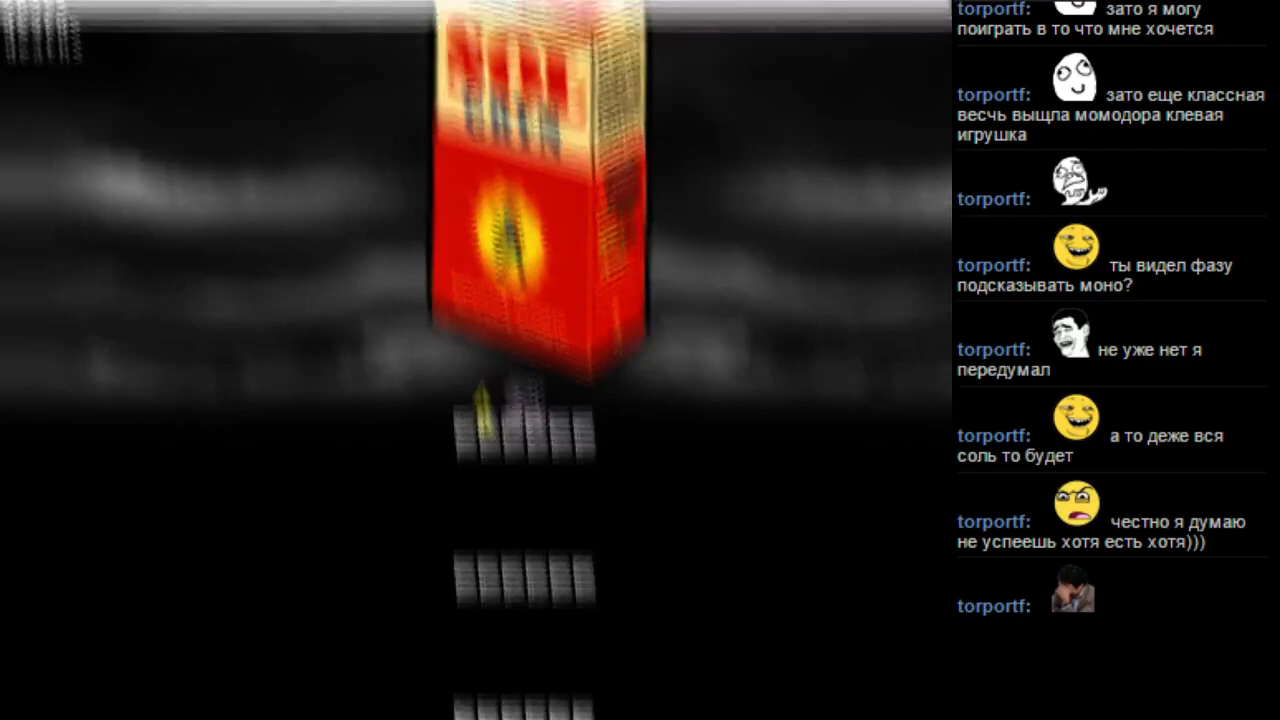 torportf: зато я могу
поиграть в то что мне хочется
torportf: зато еще классная
весчь выщла момодора клевая
игрушка
torportf:
torportf: ты видел фазу
подсказывать моно?
torportf: не уже нет я
передумал
torportf: а то деже вся
соль то будет
torportf: честно я думаю
не успеешь хотя есть хотя)))
torportf: